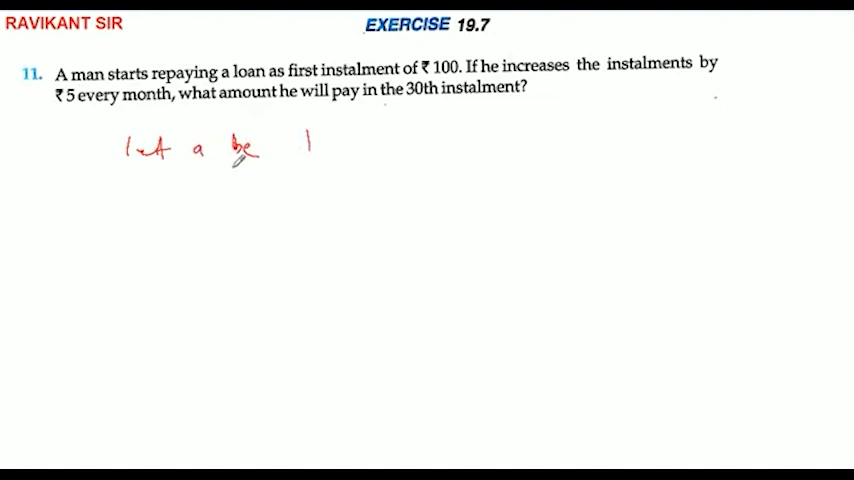 RAVIKANT SIR
EXERCISE 19.7
11. A man starts repaying a loan as first instalment of ₹ 100. If he increases the instalments by
₹ 5 every month, what amount he will pay in the 30th instalment?
let a be 1